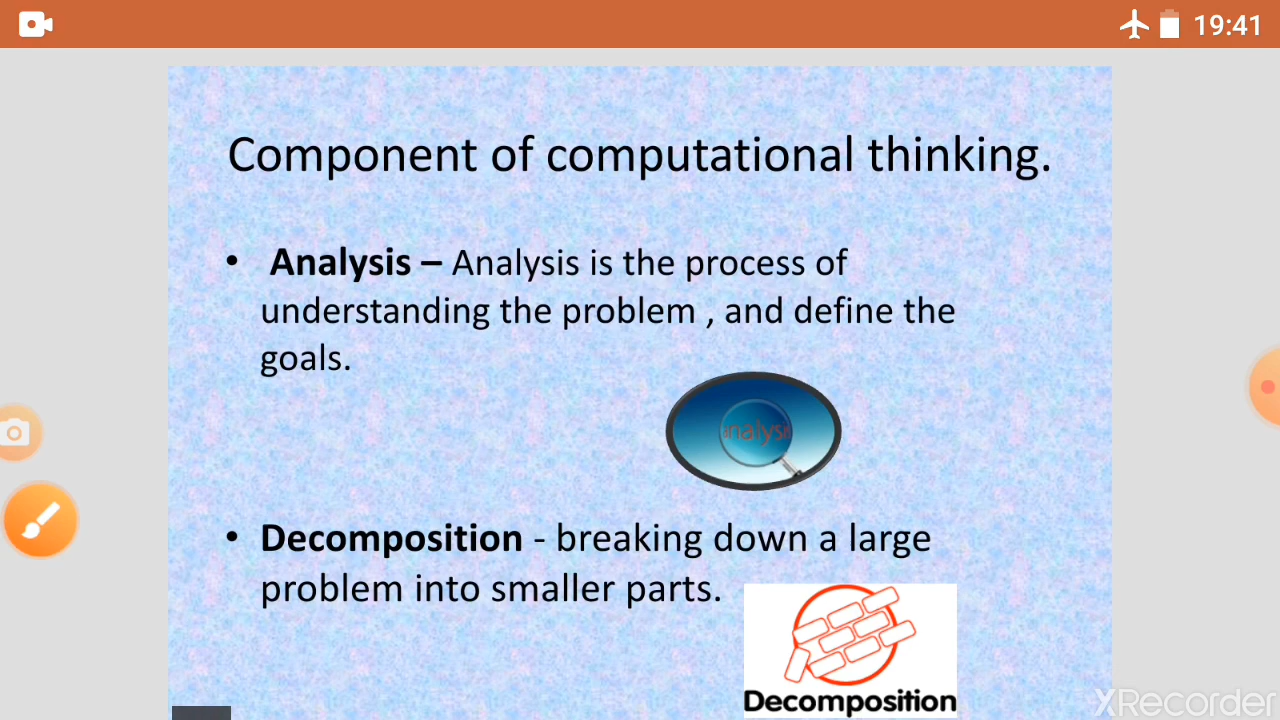 19:41
Component of computational thinking.
• Analysis – Analysis is the process of
understanding the problem , and define the
goals.
analysis
• Decomposition - breaking down a large
problem into smaller parts.
Decomposition
XRecorder